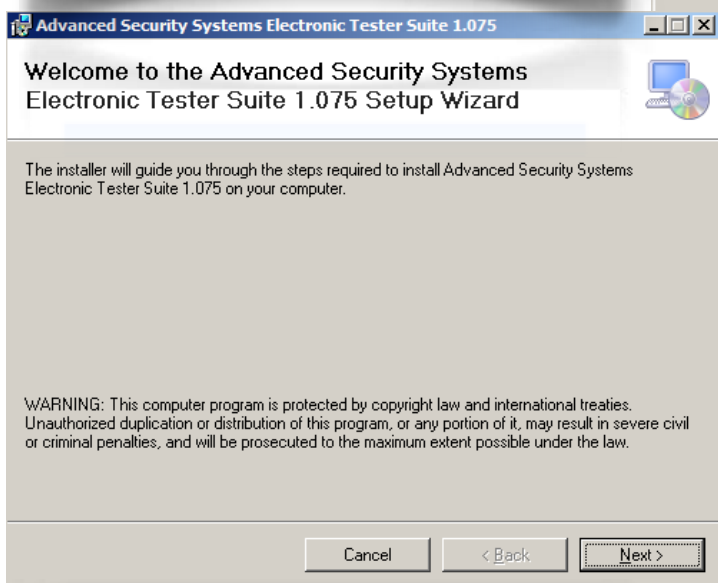 Advanced Security Systems Electronic Tester Suite 1.075
Welcome to the Advanced Security Systems
Electronic Tester Suite 1.075 Setup Wizard
The installer will guide you through the steps required to install Advanced Security Systems
Electronic Tester Suite 1.075 on your computer.
WARNING: This computer program is protected by copyright law and international treaties.
Unauthorized duplication or distribution of this program, or any portion of it, may result in severe civil
or criminal penalties, and will be prosecuted to the maximum extent possible under the law.
Cancel
< Back
Next >